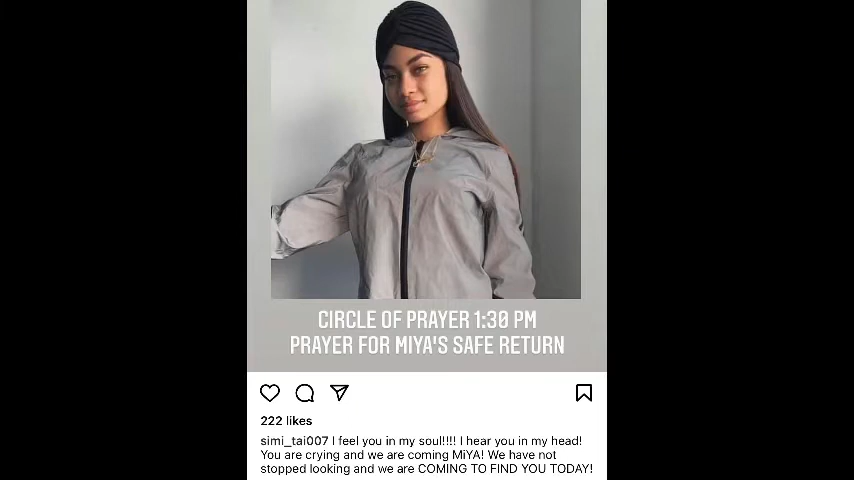 CIRCLE OF PRAYER 1:30 PM
PRAYER FOR MIYA'S SAFE RETURN
222 likes
simi_tai007 I feel you in my soul!!!! I hear you in my head!
You are crying and we are coming MiYA! We have not
stopped looking and we are COMING TO FIND YOU TODAY!